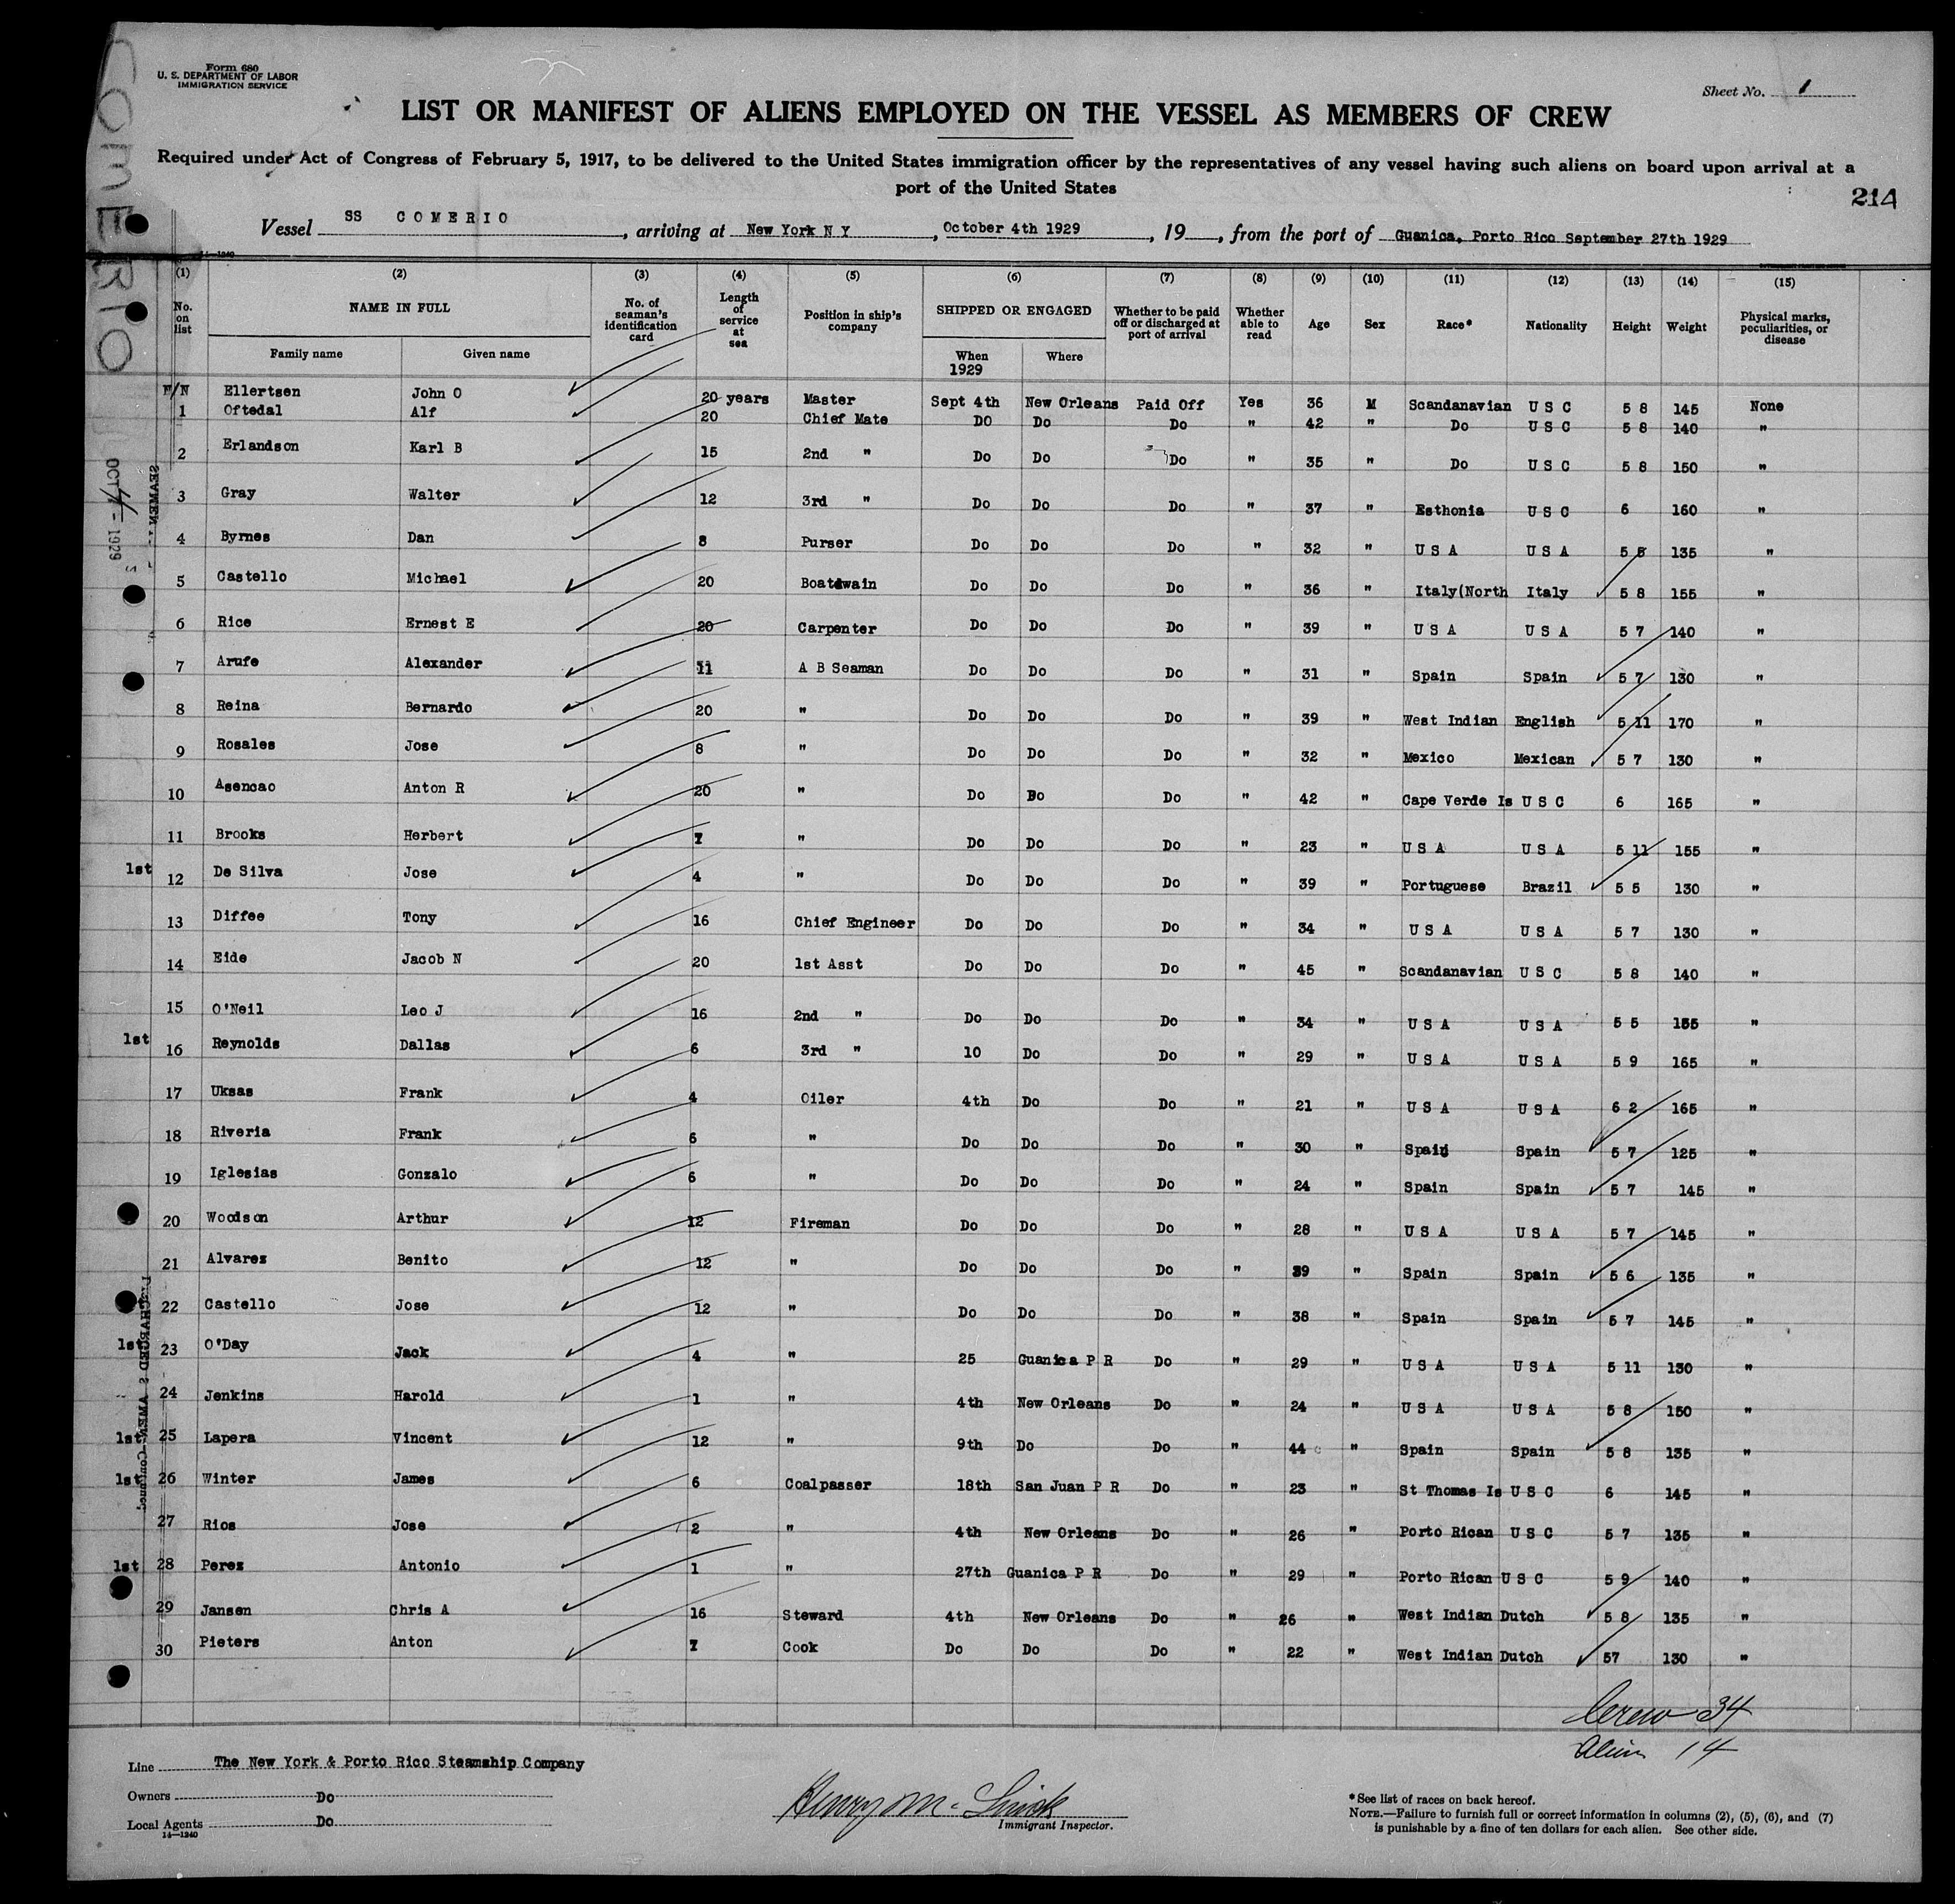 Form 680
U. S. DEPARTMENT OF LABOR
IMMIGRATION SERVICE
Sheet No. 1
LIST OR MANIFEST OF ALIENS EMPLOYED ON THE VESSEL AS MEMBERS OF CREW
Required under Act of Congress of February 5, 1917, to be delivered to the United States immigration officer by the representatives of any vessel having such aliens on board upon arrival at a
port of the United States
214
COMERIO
Vessel SS COMERIO, arriving at New York N Y, October 4th 1929, 19, from the port of Guanica, Porto Rico September 27th 1929
14—1240
(1) (2) (3) (4) (5) (6) (7) (8) (9) (10) (11) (12) (13) (14) (15)
No. on list NAME IN FULL No. of seaman's identification card Length of service at sea Position in ship's company SHIPPED OR ENGAGED Whether to be paid off or discharged at port of arrival Whether able to read Age Sex Race* Nationality Height Weight Physical marks, peculiarities, or disease
Family name Given name When 1929 Where
N/N Ellertsen John O 20 years Master Sept 4th New Orleans Paid Off Yes 36 M Scandanavian U S C 5 8 145 None
1 Oftedal Alf 20 Chief Mate DO Do Do " 42 " Do U S C 5 8 140 "
2 Erlandson Karl B 15 2nd " Do Do Do " 35 " Do U S C 5 8 150 "
3 Gray Walter 12 3rd " Do Do Do " 37 " Esthonia U S C 6 160 "
4 Byrnes Dan 8 Purser Do Do Do " 32 " U S A U S A 5 5 135 "
5 Castello Michael 20 Boatswain Do Do Do " 36 " Italy(North Italy 5 8 155 "
6 Rice Ernest E 20 Carpenter Do Do Do " 39 " U S A U S A 5 7 140 "
7 Arufe Alexander 11 A B Seaman Do Do Do " 31 " Spain Spain 5 7 130 "
8 Reina Bernardo 20 " Do Do Do " 39 " West Indian English 5 11 170 "
9 Rosales Jose 8 " Do Do Do " 32 " Mexico Mexican 5 7 130 "
10 Asencao Anton R 20 " Do Do Do " 42 " Cape Verde Is U S C 6 165 "
11 Brooks Herbert 7 " Do Do Do " 23 " U S A U S A 5 11 155 "
1st 12 De Silva Jose 4 " Do Do Do " 39 " Portuguese Brazil 5 5 130 "
13 Diffee Tony 16 Chief Engineer Do Do Do " 34 " U S A U S A 5 7 130 "
14 Eide Jacob N 20 1st Asst Do Do Do " 45 " Scandanavian U S C 5 8 140 "
15 O'Neil Leo J 16 2nd " Do Do Do " 34 " U S A U S A 5 5 155 "
1st 16 Reynolds Dallas 6 3rd " 10 Do Do " 29 " U S A U S A 5 9 165 "
17 Uksas Frank 4 Oiler 4th Do Do " 21 " U S A U S A 6 2 165 "
18 Riveria Frank 6 " Do Do Do " 30 " Spain Spain 5 7 125 "
19 Iglesias Gonzalo 6 " Do Do Do " 24 " Spain Spain 5 7 145 "
20 Woodson Arthur 12 Fireman Do Do Do " 28 " U S A U S A 5 7 145 "
21 Alvarez Benito 12 " Do Do Do " 39 " Spain Spain 5 6 135 "
22 Castello Jose 12 " Do Do Do " 38 " Spain Spain 5 7 145 "
1st 23 O'Day Jack 4 " 25 Guanica P R Do " 29 " U S A U S A 5 11 130 "
24 Jenkins Harold 1 " 4th New Orleans Do " 24 " U S A U S A 5 8 150 "
1st 25 Lapera Vincent 12 " 9th Do Do " 44 " Spain Spain 5 8 135 "
1st 26 Winter James 6 Coalpasser 18th San Juan P R Do " 23 " St Thomas Is U S C 6 145 "
27 Rios Jose 2 " 4th New Orleans Do " 26 " Porto Rican U S C 5 7 135 "
1st 28 Perez Antonio 1 " 27th Guanica P R Do " 29 " Porto Rican U S C 5 9 140 "
29 Jansen Chris A 16 Steward 4th New Orleans Do " 26 " West Indian Dutch 5 8 135 "
30 Pieters Anton 7 Cook Do Do Do " 22 " West Indian Dutch 57 130 "
OCT 4 - 1929
Crew 34
Alien 14
Line The New York & Porto Rico Steamship Company
Owners Do
Local Agents Do
14—1240
Immigrant Inspector.
* See list of races on back hereof.
NOTE.—Failure to furnish full or correct information in columns (2), (5), (6), and (7)
is punishable by a fine of ten dollars for each alien. See other side.